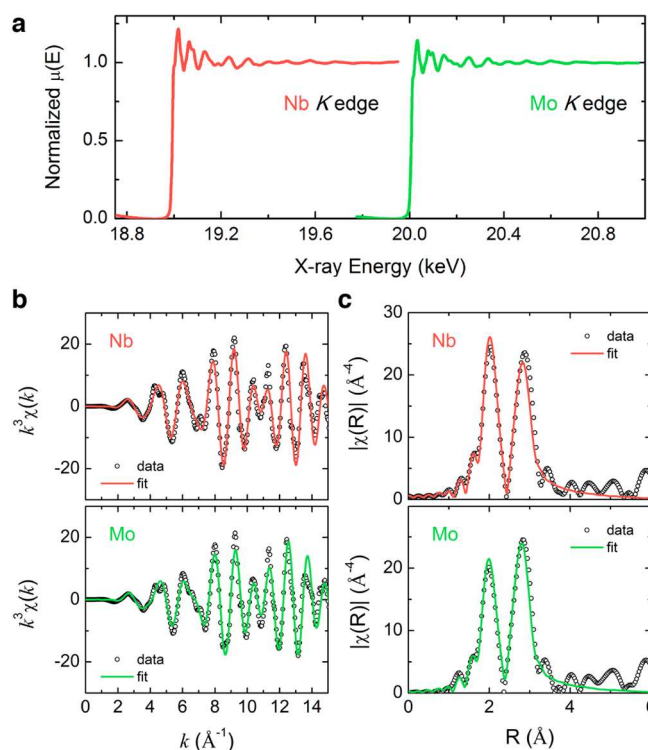 a
Normalized μ(E)
1.0
0.5
0.0
Nb K edge
Mo K edge
18.8 19.2 19.6 20.0 20.4 20.8
X-ray Energy (keV)
b
k³χ(k)
20
0
-20
Nb
data
fit
k³χ(k)
20
0
-20
Mo
data
fit
0 2 4 6 8 10 12 14
k (Å⁻¹)
c
|χ(R)| (Å⁻⁴)
30
20
10
0
Nb
data
fit
|χ(R)| (Å⁻⁴)
30
20
10
0
Mo
data
fit
0 2 4 6
R (Å)